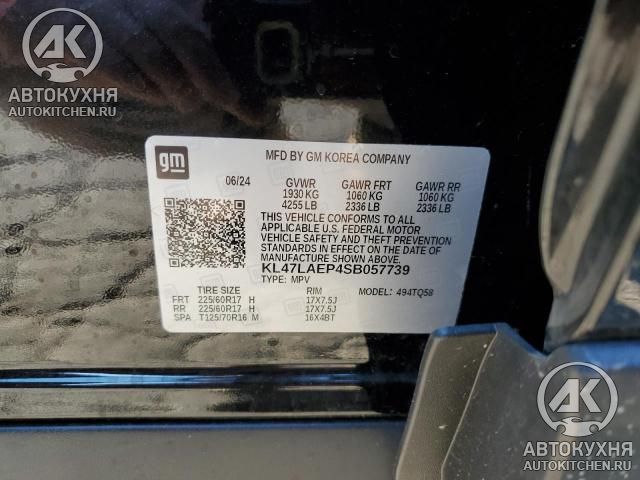 AK
АВТОКУХНЯ
AUTOKITCHEN.RU
gm
MFD BY GM KOREA COMPANY
06/24 GVWR GAWR FRT GAWR RR
1930 KG 1060 KG 1060 KG
4255 LB 2336 LB 2336 LB
THIS VEHICLE CONFORMS TO ALL
APPLICABLE U.S. FEDERAL MOTOR
VEHICLE SAFETY AND THEFT PREVENTION
STANDARDS IN EFFECT ON THE DATE OF
MANUFACTURE SHOWN ABOVE.
KL47LAEP4SB057739
TYPE: MPV
TIRE SIZE RIM MODEL: 494TQ58
FRT 225/60R17 H 17X7.5J
RR 225/60R17 H 17X7.5J
SPA T125/70R16 M 16X4BT
AK
АВТОКУХНЯ
AUTOKITCHEN.RU